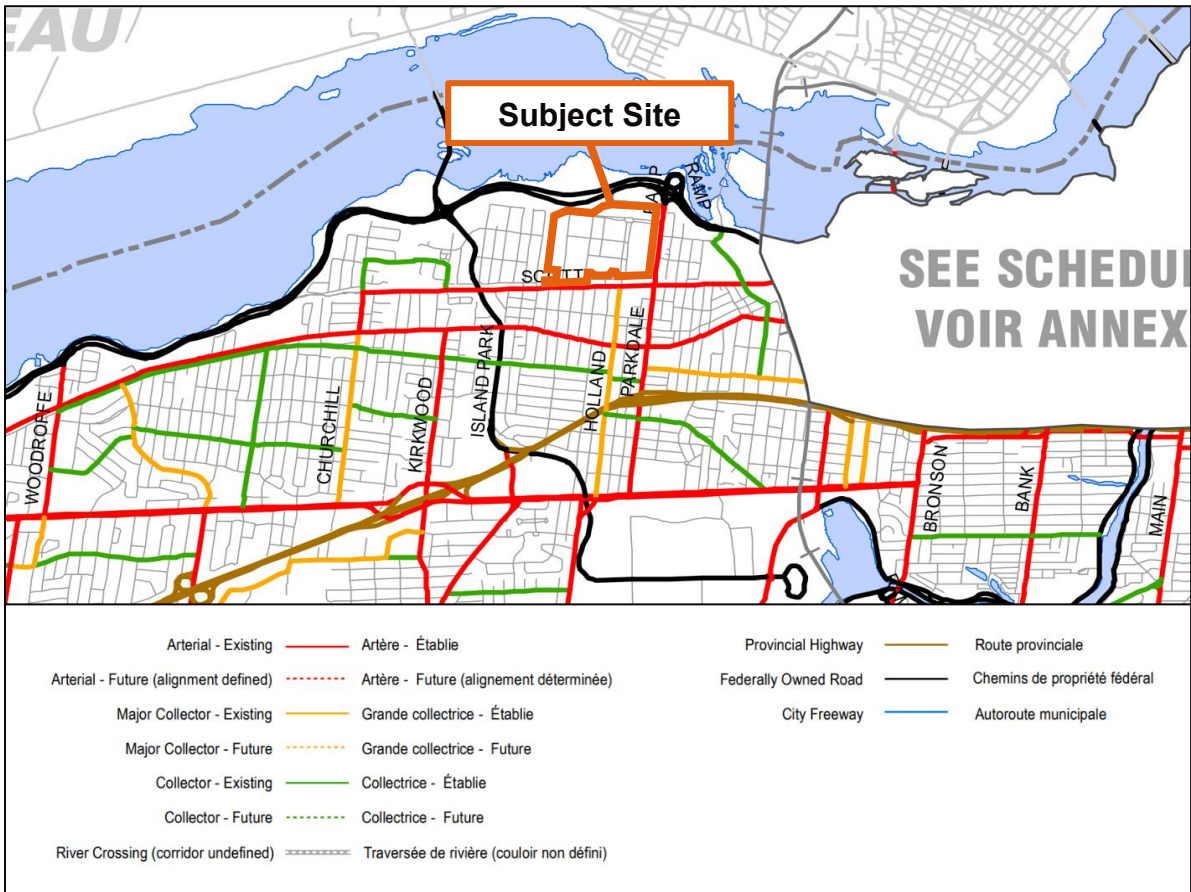 EAU
Subject Site
RAMP
SCOTT
SEE SCHEDU
VOIR ANNEX
WOODROFFE
CHURCHILL
KIRKWOOD
ISLAND PARK
HOLLAND
PARKDALE
BRONSON
BANK
MAIN
Arterial - Existing Artère - Établie
Arterial - Future (alignment defined) Artère - Future (alignement déterminée)
Major Collector - Existing Grande collectrice - Établie
Major Collector - Future Grande collectrice - Future
Collector - Existing Collectrice - Établie
Collector - Future Collectrice - Future
River Crossing (corridor undefined) Traversée de rivière (couloir non défini)
Provincial Highway Route provinciale
Federally Owned Road Chemins de propriété fédéral
City Freeway Autoroute municipale